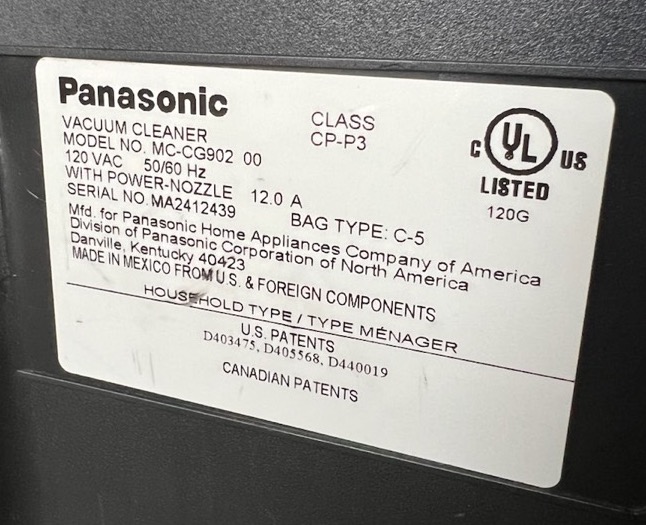 Panasonic
VACUUM CLEANER
MODEL NO. MC-CG902 00
120 VAC 50/60 Hz
WITH POWER-NOZZLE 12.0 A
SERIAL NO. MA2412439
BAG TYPE: C-5
CLASS
CP-P3
C UL US
LISTED
120G
Mfd. for Panasonic Home Appliances Company of America
Division of Panasonic Corporation of North America
Danville, Kentucky 40423
MADE IN MEXICO FROM U.S. & FOREIGN COMPONENTS
HOUSEHOLD TYPE / TYPE MÉNAGER
U.S. PATENTS
D403475, D405568, D440019
CANADIAN PATENTS